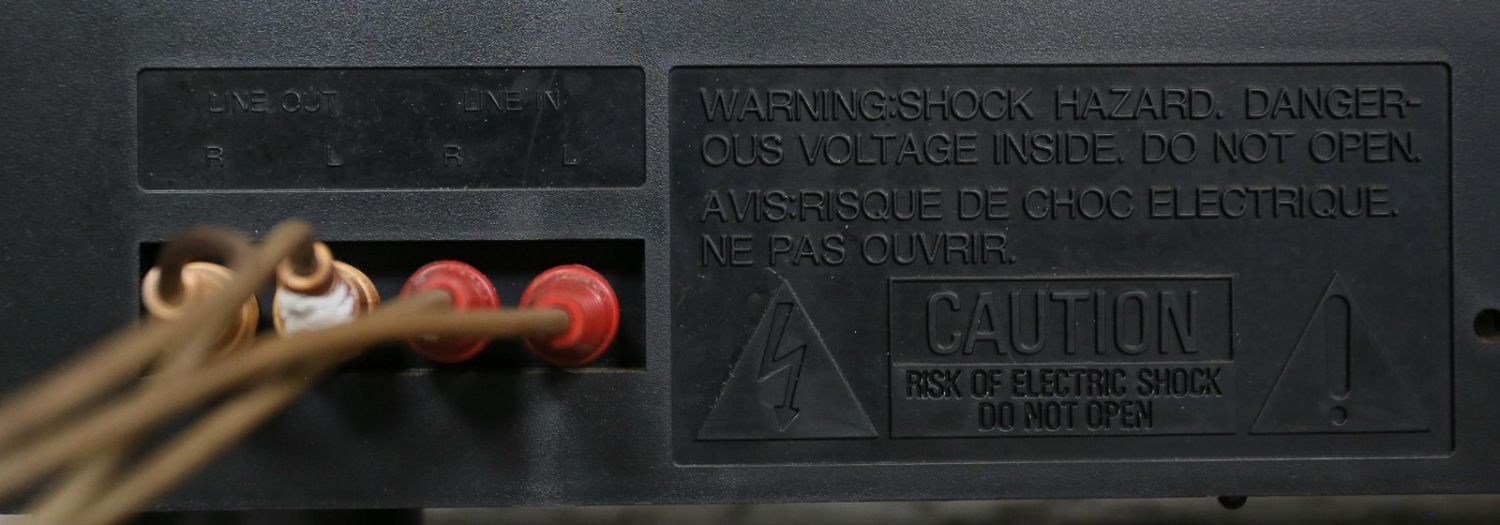 LINE OUT LINE IN
R L R L
WARNING:SHOCK HAZARD. DANGER-
OUS VOLTAGE INSIDE. DO NOT OPEN.
AVIS:RISQUE DE CHOC ELECTRIQUE.
NE PAS OUVRIR.
CAUTION
RISK OF ELECTRIC SHOCK
DO NOT OPEN